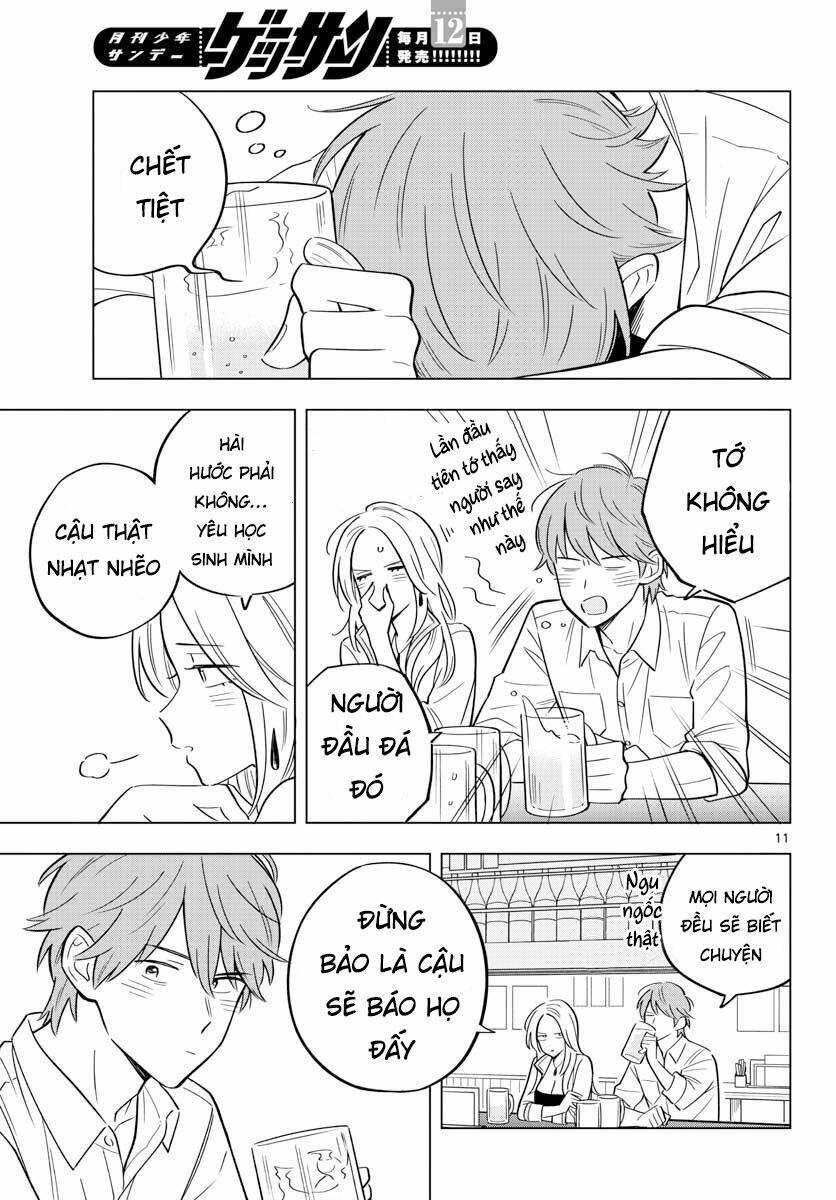 月刊少年
サンデー
ゲッサン
毎月12日
発売!!!!!!!!!
CHẾT
TIỆT
TỚ
KHÔNG
HIỂU
Lần đầu
tiên tớ thấy
người say
như thế
này
NGƯỜI
ĐẦU ĐÁ
ĐÓ
HÀI
HƯỚC PHẢI
KHÔNG...
YÊU HỌC
SINH MÌNH
CẬU THẬT
NHẠT NHẼO
11
MỌI NGƯỜI
ĐỀU SẼ BIẾT
CHUYỆN
Ngu
ngốc
thật
ĐỪNG
BẢO LÀ CẬU
SẼ BÁO HỌ
ĐẤY